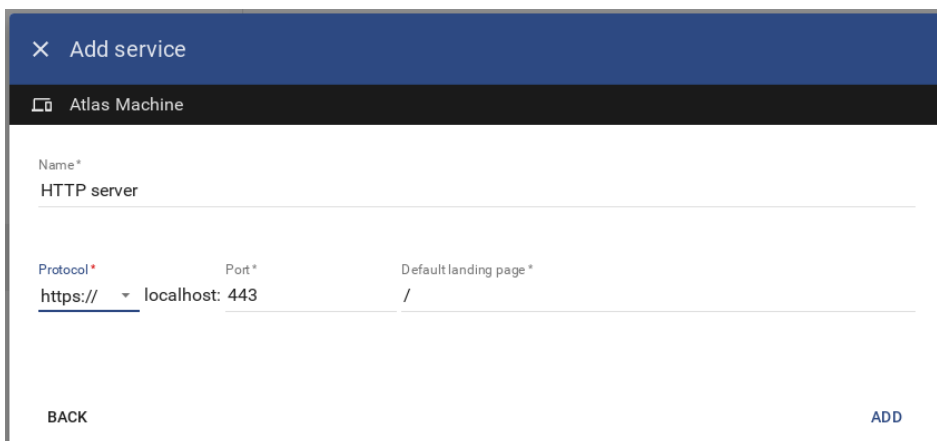 Add service
Atlas Machine
Name*
HTTP server
Protocol* Port* Default landing page*
https:// localhost: 443 /
BACK ADD